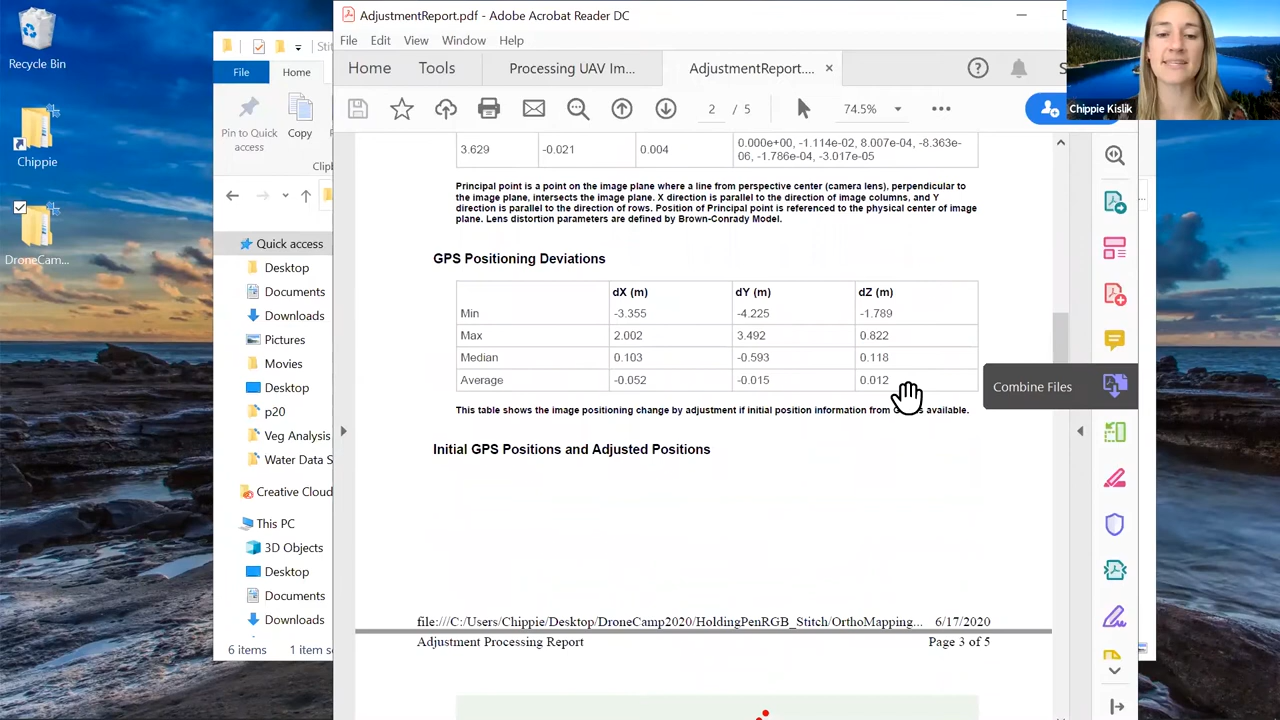 AdjustmentReport.pdf - Adobe Acrobat Reader DC
File Edit View Window Help
Home Tools Processing UAV Im... AdjustmentReport....
2 / 5 74.5%
Chippie Kislik
Recycle Bin
Chippie
DroneCam...
File Home
Pin to Quick access
Copy
Quick access
Desktop
Documents
Downloads
Pictures
Movies
Desktop
p20
Veg Analysis
Water Data S
Creative Cloud
This PC
3D Objects
Desktop
Documents
Downloads
6 items 1 item s
3.629 -0.021 0.004 0.000e+00, -1.114e-02, 8.007e-04, -8.363e-
06, -1.786e-04, -3.017e-05
Principal point is a point on the image plane where a line from perspective center (camera lens), perpendicular to
the image plane, intersects the image plane. X direction is parallel to the direction of image columns, and Y
direction is parallel to the direction of rows. Position of Principal point is referenced to the physical center of image
plane. Lens distortion parameters are defined by Brown-Conrady Model.
GPS Positioning Deviations
dX (m) dY (m) dZ (m)
Min -3.355 -4.225 -1.789
Max 2.002 3.492 0.822
Median 0.103 -0.593 0.118
Average -0.052 -0.015 0.012
This table shows the image positioning change by adjustment if initial position information from available.
Initial GPS Positions and Adjusted Positions
Combine Files
file:///C:/Users/Chippie/Desktop/DroneCamp2020/HoldingPenRGB_Stitch/OrthoMapping... 6/17/2020
Adjustment Processing Report Page 3 of 5